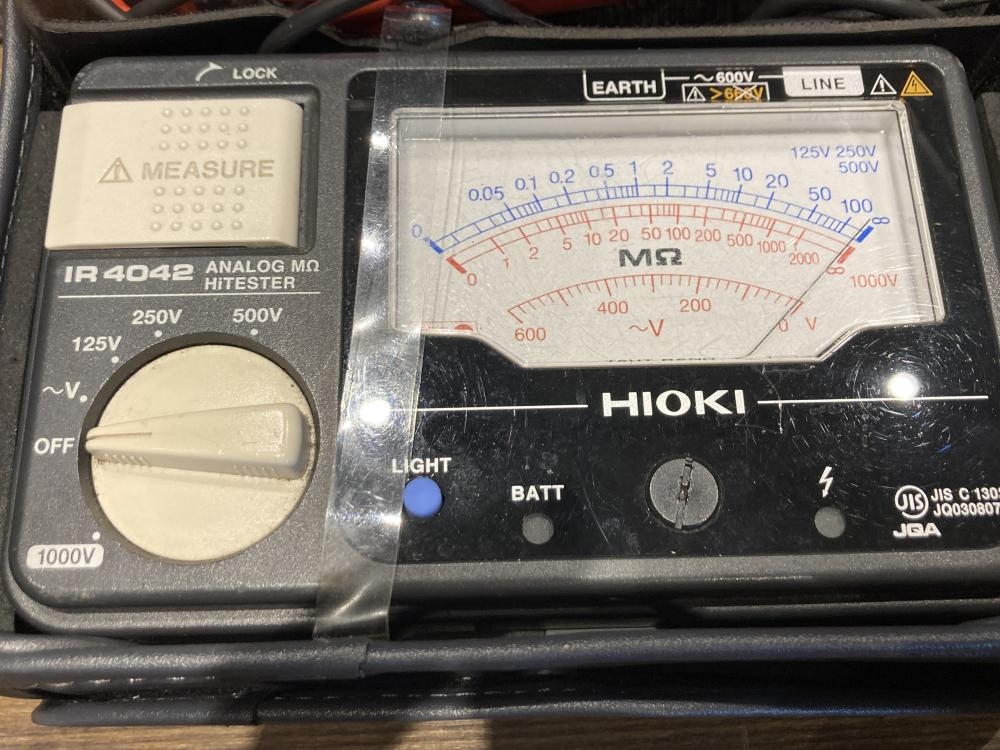 LOCK
EARTH
~600V
LINE
>600V
MEASURE
125V 250V
500V
0 0.05 0.1 0.2 0.5 1 2 5 10 20 50 100 ∞
0 1 2 5 10 20 50 100 200 500 1000 2000 ∞
1000V
MΩ
600 400 200 0 V
~V
IR 4042 ANALOG MΩ
HiTESTER
250V
500V
125V
~V
OFF
1000V
HIOKI
LIGHT
BATT
JIS
JIS C 130
JQ030807
JQA